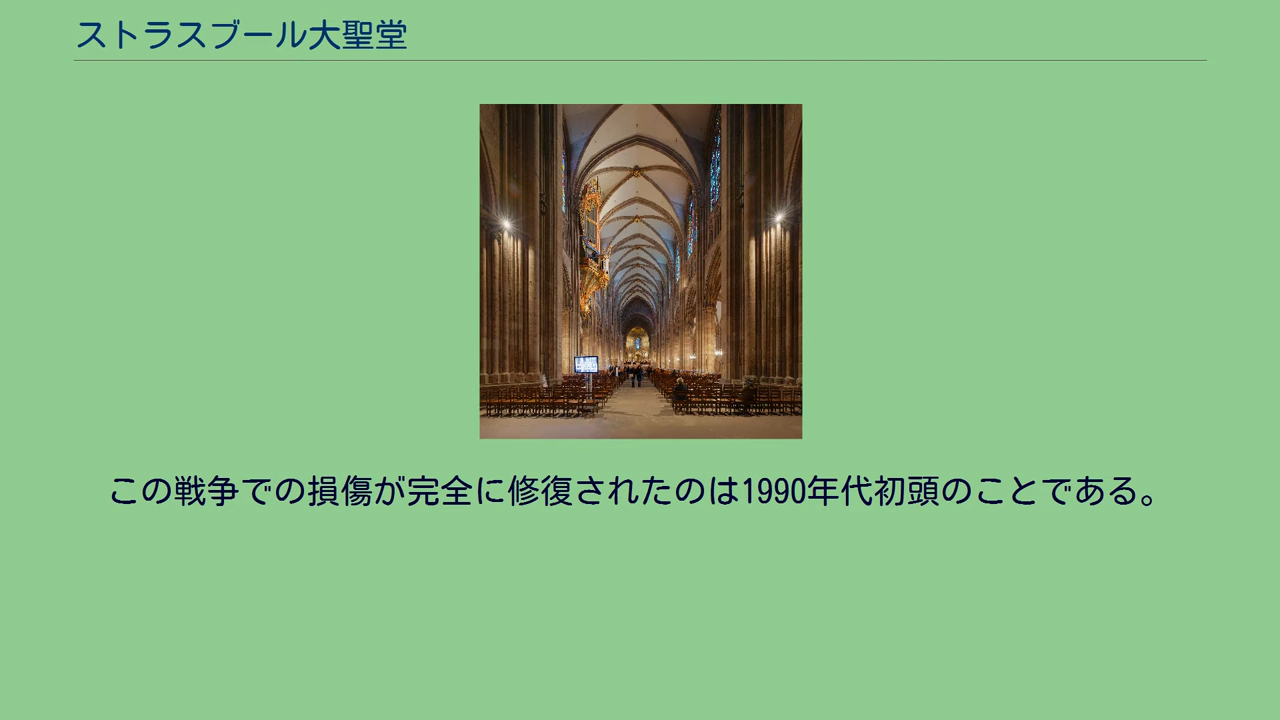 ストラスブール大聖堂
この戦争での損傷が完全に修復されたのは1990年代初頭のことである。